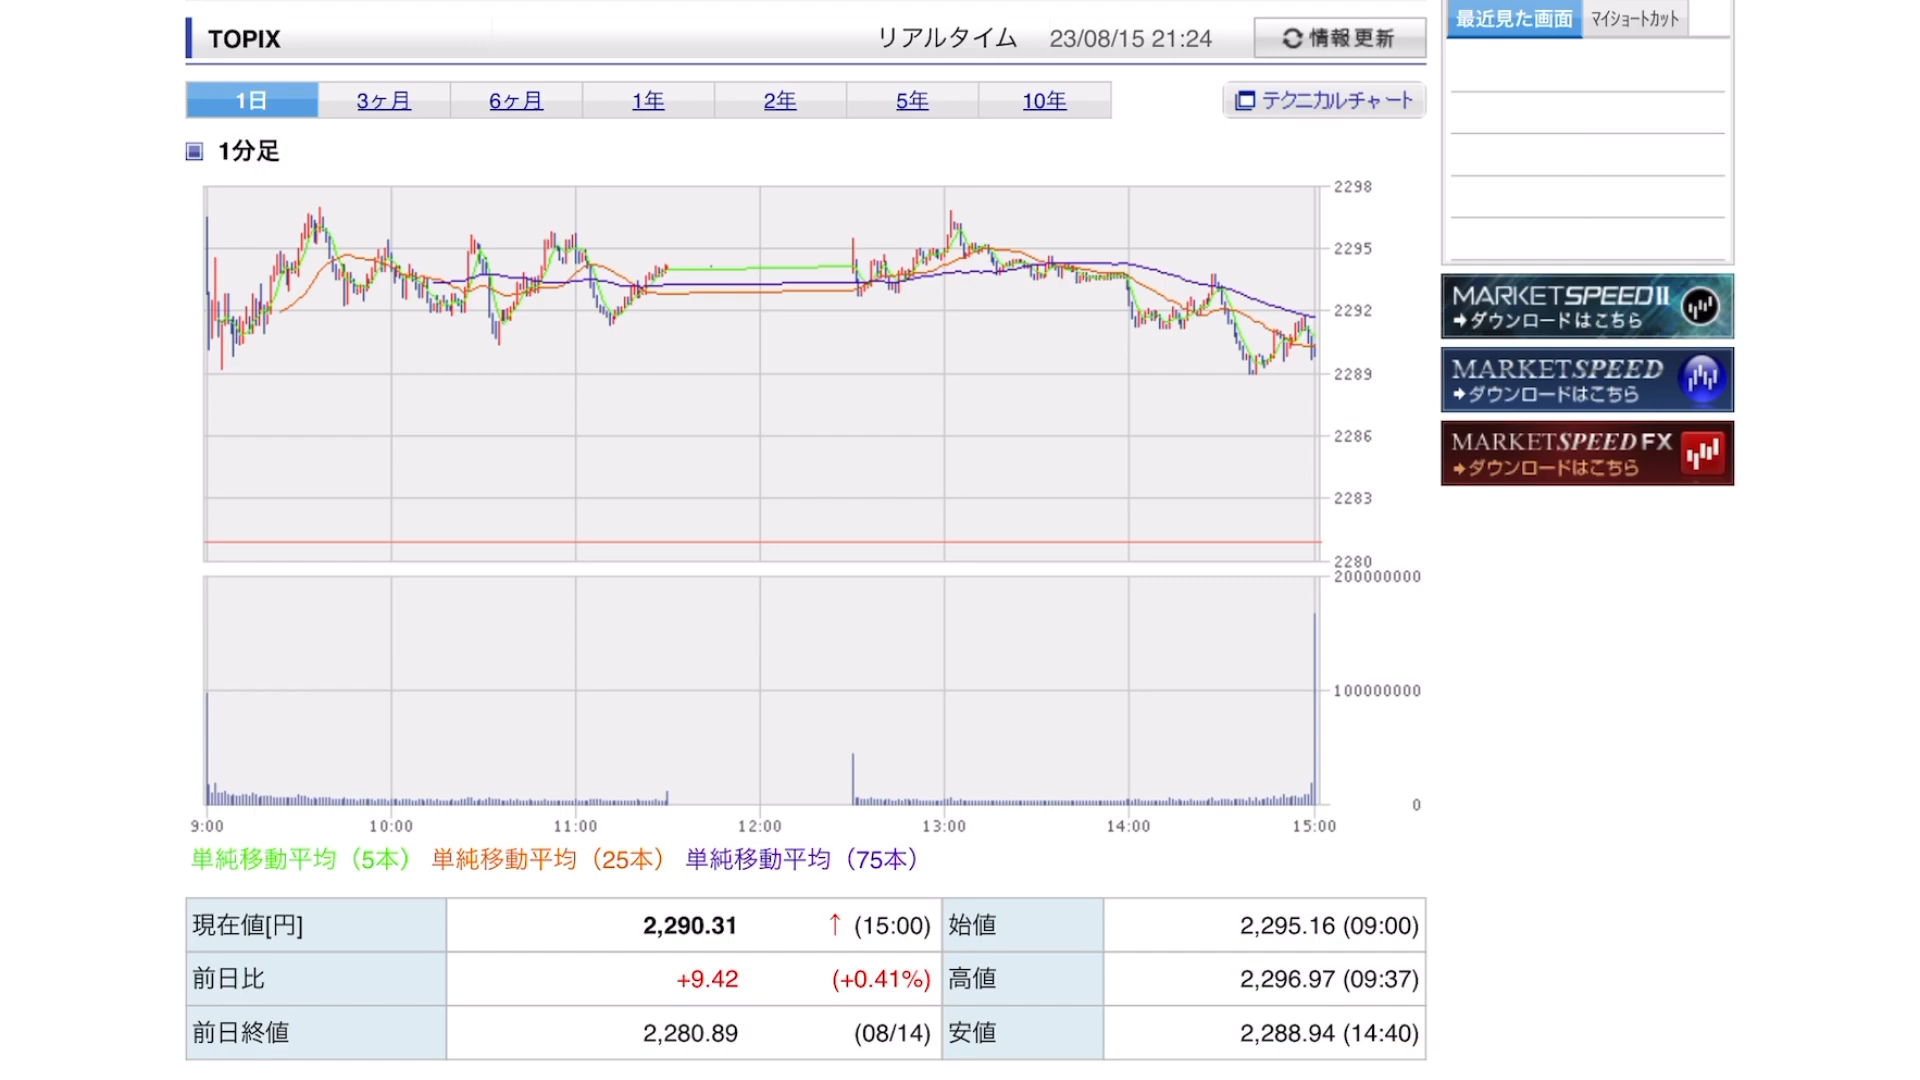 TOPIX
リアルタイム 23/08/15 21:24
情報更新
1日 3ヶ月 6ヶ月 1年 2年 5年 10年
テクニカルチャート
1分足
2298
2295
2292
2289
2286
2283
2280
200000000
100000000
0
9:00 10:00 11:00 12:00 13:00 14:00 15:00
単純移動平均（5本） 単純移動平均（25本） 単純移動平均（75本）
現在値[円] 2,290.31 ↑ (15:00) 始値 2,295.16 (09:00)
前日比 +9.42 (+0.41%) 高値 2,296.97 (09:37)
前日終値 2,280.89 (08/14) 安値 2,288.94 (14:40)
最近見た画面 マイショートカット
MARKETSPEED II
➔ダウンロードはこちら
MARKETSPEED
➔ダウンロードはこちら
MARKETSPEED FX
➔ダウンロードはこちら